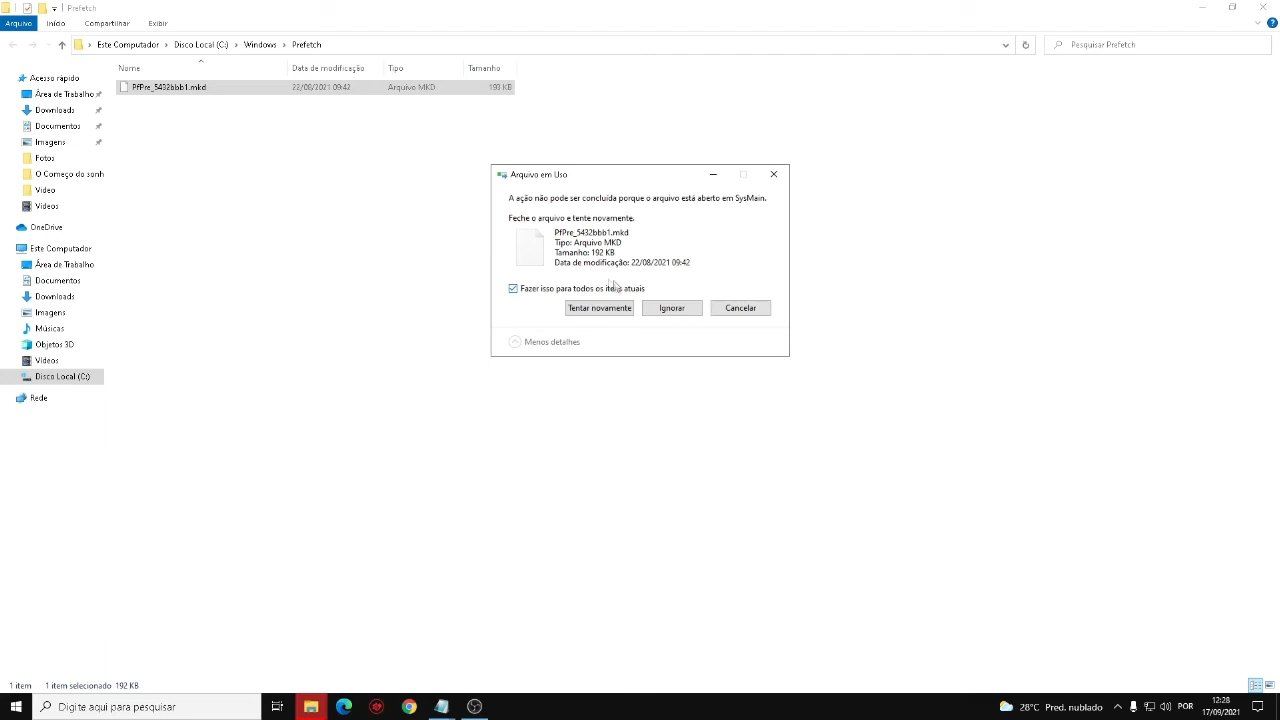 Prefetch
Arquivo Início Compartilhar Exibir
Este Computador > Disco Local (C:) > Windows > Prefetch
Pesquisar Prefetch
Nome Data de modificação Tipo Tamanho
PfPre_5432bbb1.mkd 22/08/2021 09:42 Arquivo MKD 193 KB
Acesso rápido
Área de Trabalho
Downloads
Documentos
Imagens
Fotos
O Começo do sonh
Vídeo
Vídeos
OneDrive
Este Computador
Área de Trabalho
Documentos
Downloads
Imagens
Músicas
Objetos 3D
Vídeos
Disco Local (C:)
Rede
Arquivo em Uso
A ação não pode ser concluída porque o arquivo está aberto em SysMain.
Feche o arquivo e tente novamente.
PfPre_5432bbb1.mkd
Tipo: Arquivo MKD
Tamanho: 192 KB
Data de modificação: 22/08/2021 09:42
Fazer isso para todos os itens atuais
Tentar novamente Ignorar Cancelar
Menos detalhes
1 item 1 item selecionado 192 KB
Digite aqui para pesquisar
28°C Pred. nublado
POR
12:28
17/09/2021